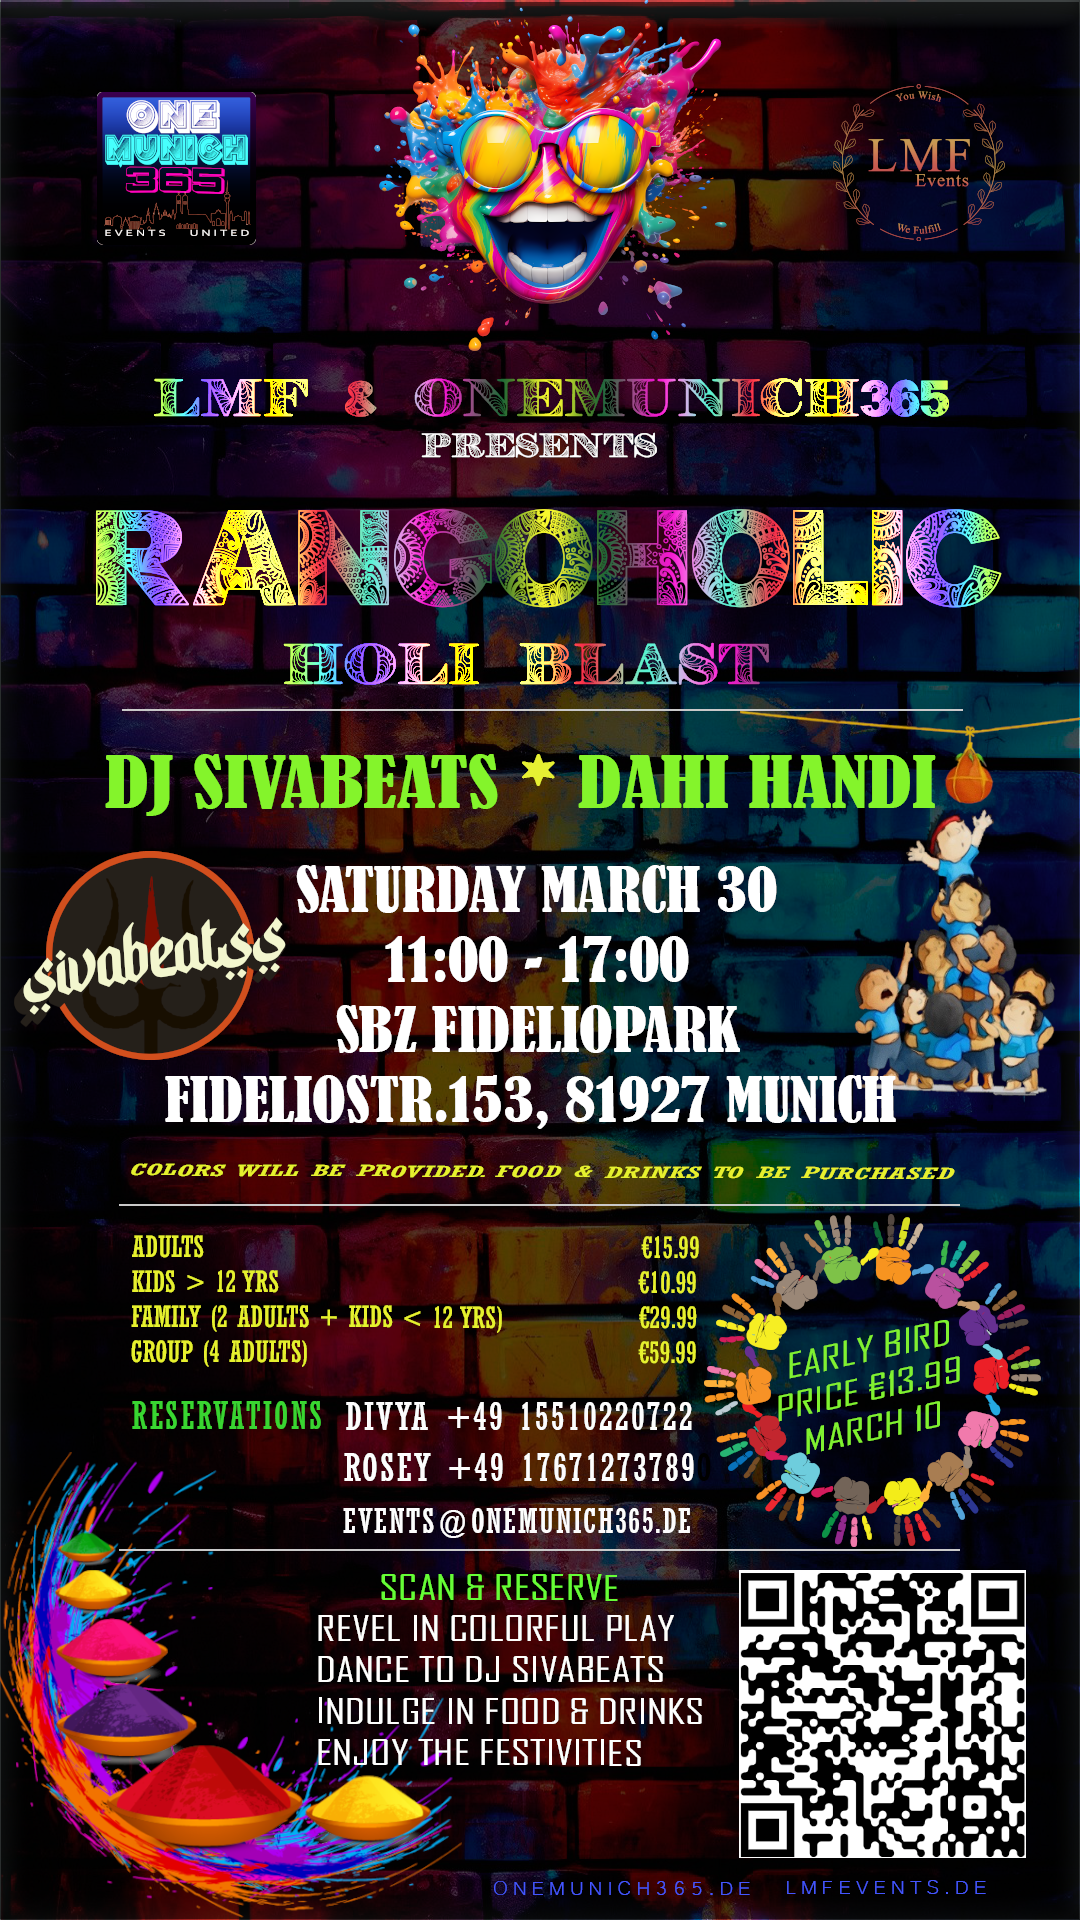 ONE
MUNICH
365
EVENTS UNITED
You Wish
LMF
Events
We Fulfill
LMF & ONEMUNICH365
PRESENTS
RANGOHOLIC
HOLI BLAST
DJ SIVABEATS * DAHI HANDI
sivabeatss
SATURDAY MARCH 30
11:00 - 17:00
SBZ FIDELIOPARK
FIDELIOSTR.153, 81927 MUNICH
COLORS WILL BE PROVIDED. FOOD & DRINKS TO BE PURCHASED
ADULTS €15.99
KIDS > 12 YRS €10.99
FAMILY (2 ADULTS + KIDS < 12 YRS) €29.99
GROUP (4 ADULTS) €59.99
EARLY BIRD
PRICE €13.99
MARCH 10
RESERVATIONS DIVYA +49 15510220722
ROSEY +49 17671273789
EVENTS@ONEMUNICH365.DE
SCAN & RESERVE
REVEL IN COLORFUL PLAY
DANCE TO DJ SIVABEATS
INDULGE IN FOOD & DRINKS
ENJOY THE FESTIVITIES
ONEMUNICH365.DE LMFEVENTS.DE